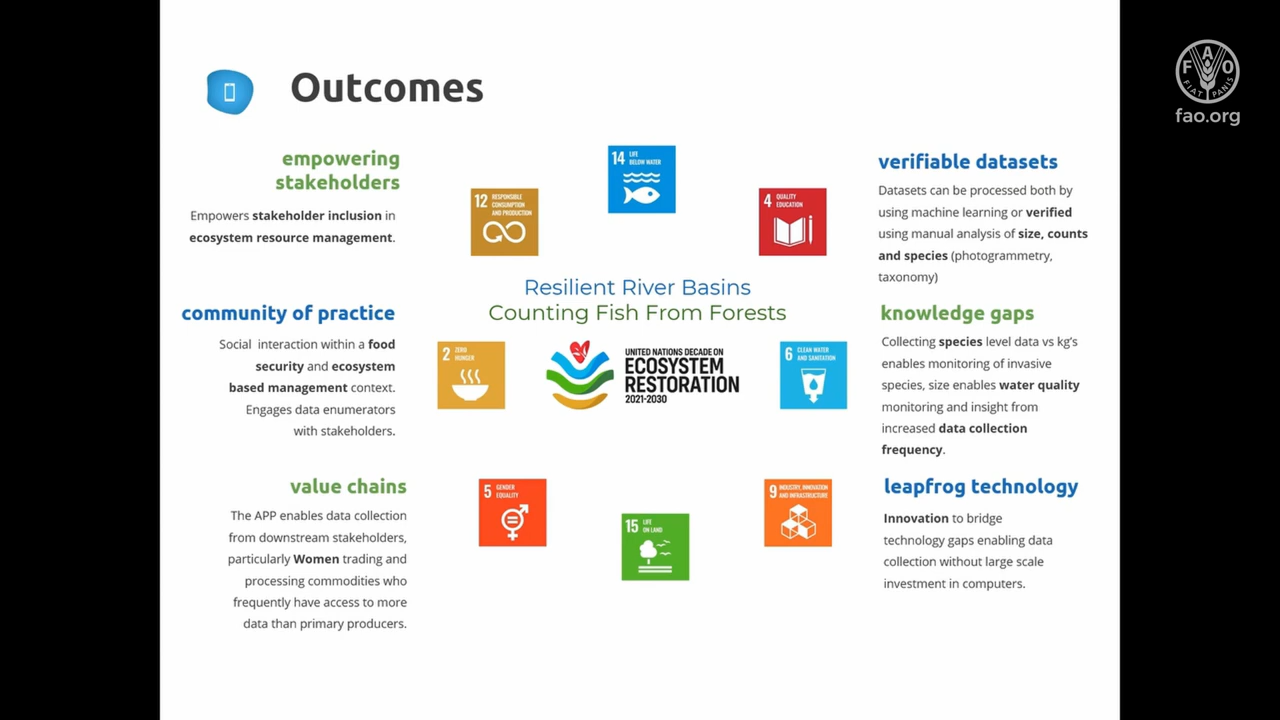 Outcomes
FAO
FIAT PANIS
fao.org
empowering
stakeholders
Empowers stakeholder inclusion in
ecosystem resource management.
community of practice
Social interaction within a food
security and ecosystem
based management context.
Engages data enumerators
with stakeholders.
value chains
The APP enables data collection
from downstream stakeholders,
particularly Women trading and
processing commodities who
frequently have access to more
data than primary producers.
14 LIFE
BELOW WATER
12 RESPONSIBLE
CONSUMPTION
AND PRODUCTION
4 QUALITY
EDUCATION
Resilient River Basins
Counting Fish From Forests
2 ZERO
HUNGER
UNITED NATIONS DECADE ON
ECOSYSTEM
RESTORATION
2021-2030
6 CLEAN WATER
AND SANITATION
5 GENDER
EQUALITY
15 LIFE
ON LAND
9 INDUSTRY, INNOVATION
AND INFRASTRUCTURE
verifiable datasets
Datasets can be processed both by
using machine learning or verified
using manual analysis of size, counts
and species (photogrammetry,
taxonomy)
knowledge gaps
Collecting species level data vs kg's
enables monitoring of invasive
species, size enables water quality
monitoring and insight from
increased data collection
frequency.
leapfrog technology
Innovation to bridge
technology gaps enabling data
collection without large scale
investment in computers.